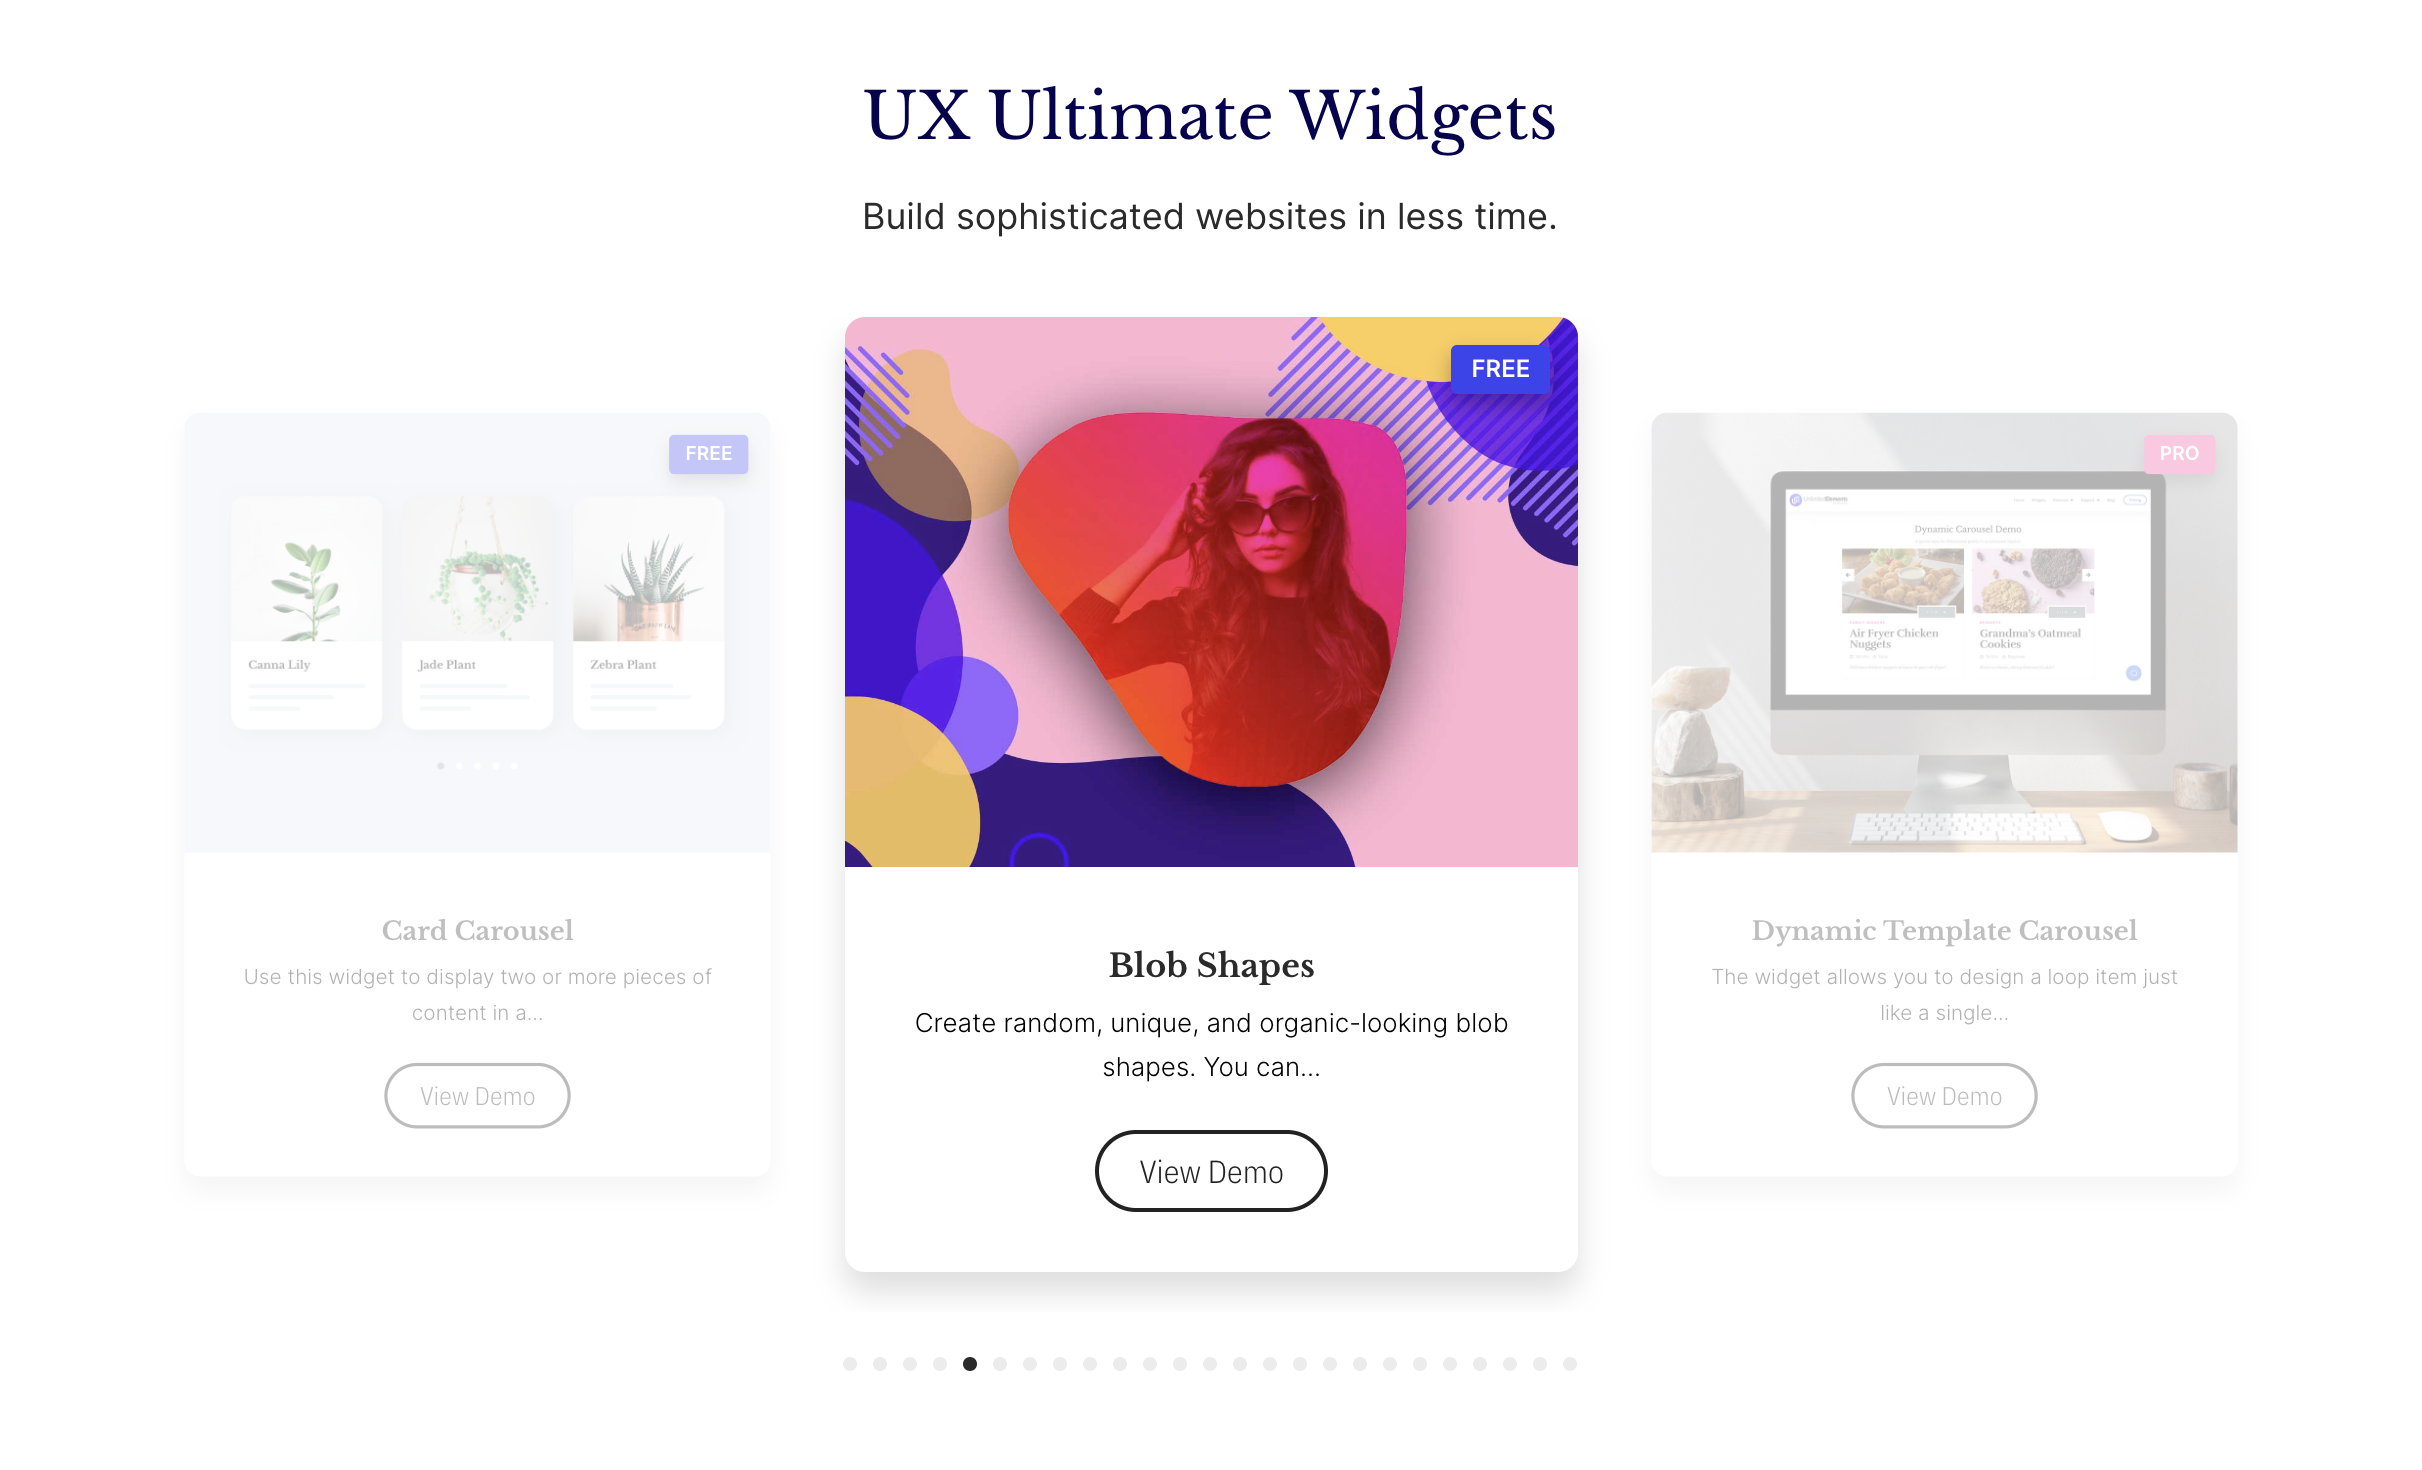 UX Ultimate Widgets
Build sophisticated websites in less time.
FREE
Canna Lily
Jade Plant
Zebra Plant
Card Carousel
Use this widget to display two or more pieces of
content in a...
View Demo
FREE
Blob Shapes
Create random, unique, and organic-looking blob
shapes. You can...
View Demo
PRO
Dynamic Carousel Demo
Air Fryer Chicken
Nuggets
Grandma's Oatmeal
Cookies
Dynamic Template Carousel
The widget allows you to design a loop item just
like a single...
View Demo